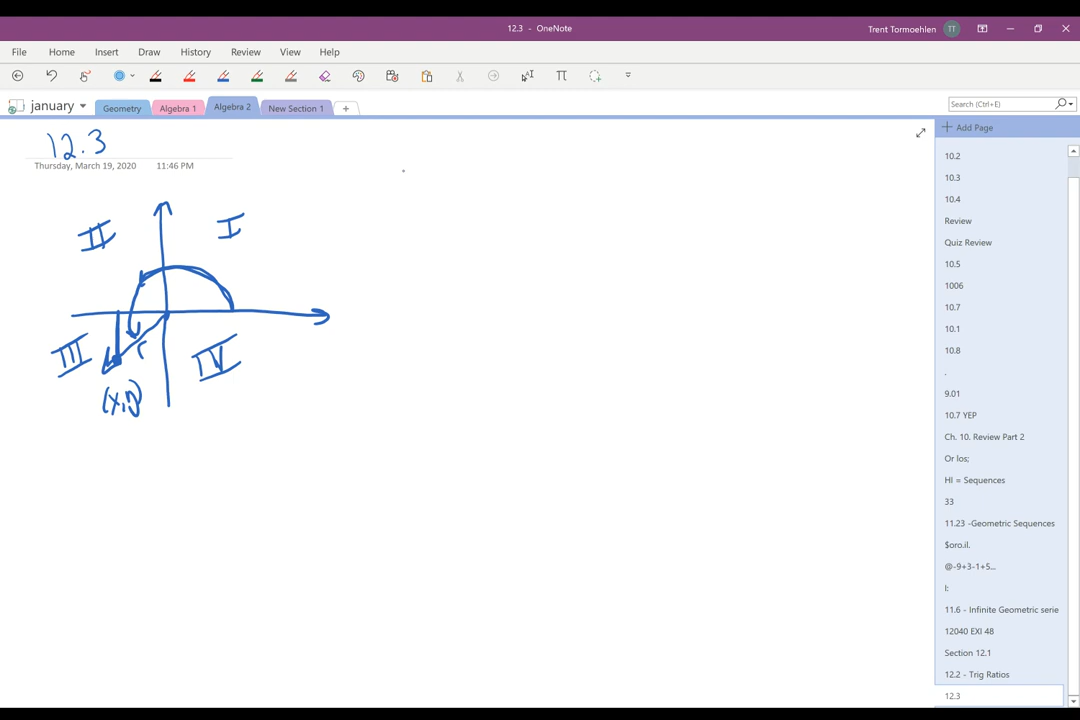 12.3 - OneNote
Trent Tormoehlen
TT
File Home Insert Draw History Review View Help
january
Geometry
Algebra 1
Algebra 2
New Section 1
Search (Ctrl+E)
Add Page
12.3
Thursday, March 19, 2020 11:46 PM
II
I
III
r
IV
(x,y)
10.2
10.3
10.4
Review
Quiz Review
10.5
1006
10.7
10.1
10.8
.
9.01
10.7 YEP
Ch. 10. Review Part 2
Or los;
HI = Sequences
33
11.23 -Geometric Sequences
$oro.il.
@-9+3-1+5...
I:
11.6 - Infinite Geometric serie
12040 EXI 48
Section 12.1
12.2 - Trig Ratios
12.3